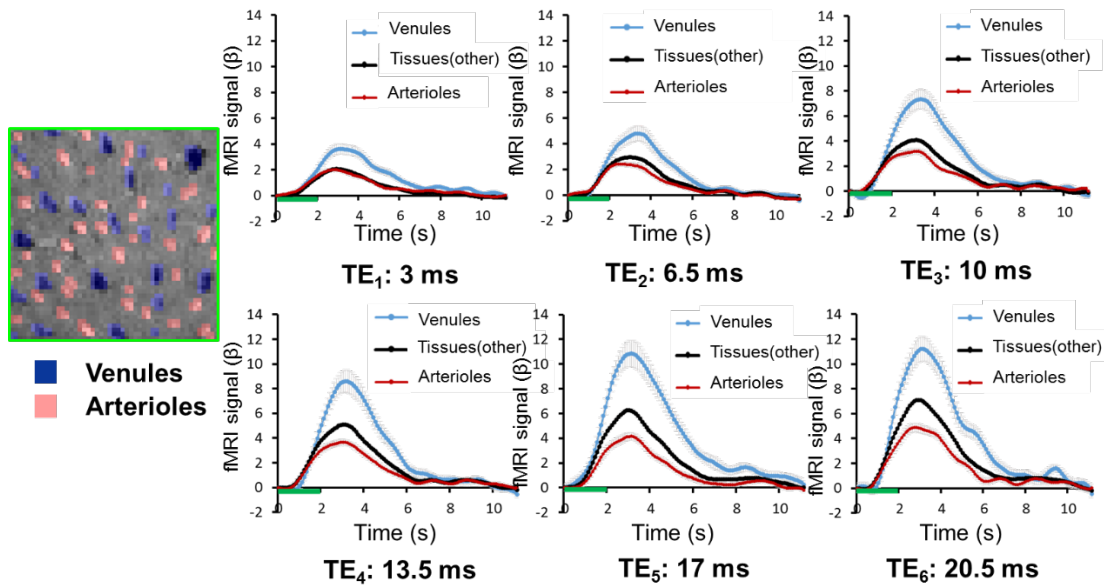 fMRI signal (β)
14
12
10
8
6
4
2
0
-2
0 2 4 6 8 10
Venules
Tissues(other)
Arterioles
Time (s)
TE₁: 3 ms
fMRI signal (β)
14
12
10
8
6
4
2
0
-2
0 2 4 6 8 10
Venules
Tissues(other)
Arterioles
Time (s)
TE₂: 6.5 ms
fMRI signal (β)
14
12
10
8
6
4
2
0
-2
0 2 4 6 8 10
Venules
Tissues(other)
Arterioles
Time (s)
TE₃: 10 ms
Venules
Arterioles
fMRI signal (β)
14
12
10
8
6
4
2
0
-2
0 2 4 6 8 10
Venules
Tissues(other)
Arterioles
Time (s)
TE₄: 13.5 ms
fMRI signal (β)
14
12
10
8
6
4
2
0
-2
0 2 4 6 8 10
Venules
Tissues(other)
Arterioles
Time (s)
TE₅: 17 ms
fMRI signal (β)
14
12
10
8
6
4
2
0
-2
0 2 4 6 8 10
Venules
Tissues(other)
Arterioles
Time (s)
TE₆: 20.5 ms